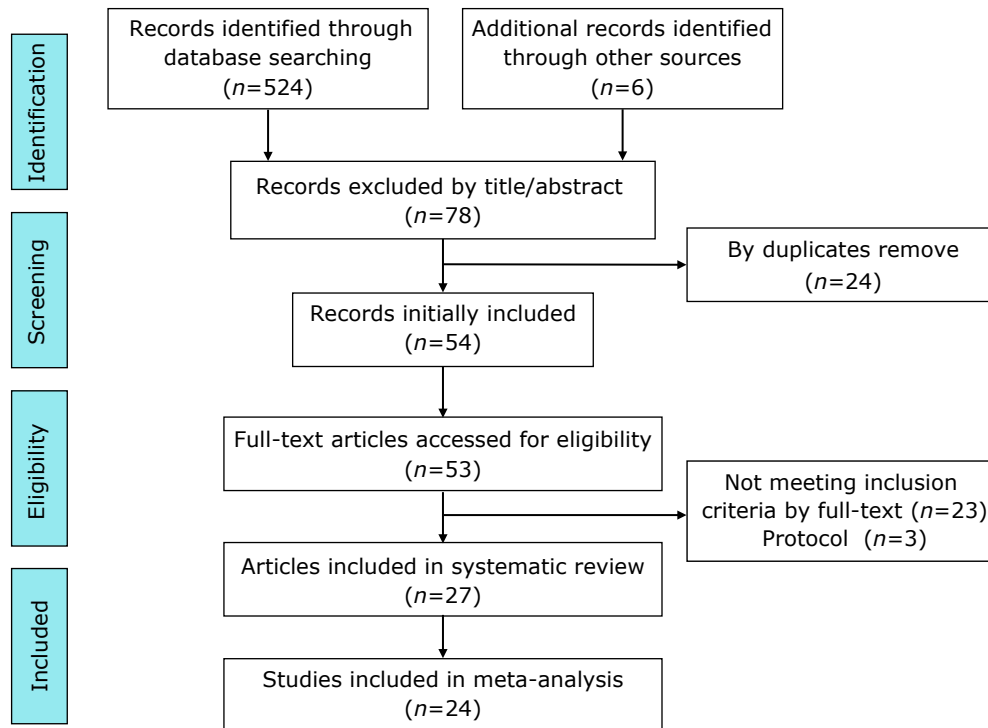 Identification
Records identified through
database searching
(n=524)
Additional records identified
through other sources
(n=6)
Records excluded by title/abstract
(n=78)
Screening
By duplicates remove
(n=24)
Records initially included
(n=54)
Eligibility
Full-text articles accessed for eligibility
(n=53)
Not meeting inclusion
criteria by full-text (n=23)
Protocol (n=3)
Included
Articles included in systematic review
(n=27)
Studies included in meta-analysis
(n=24)